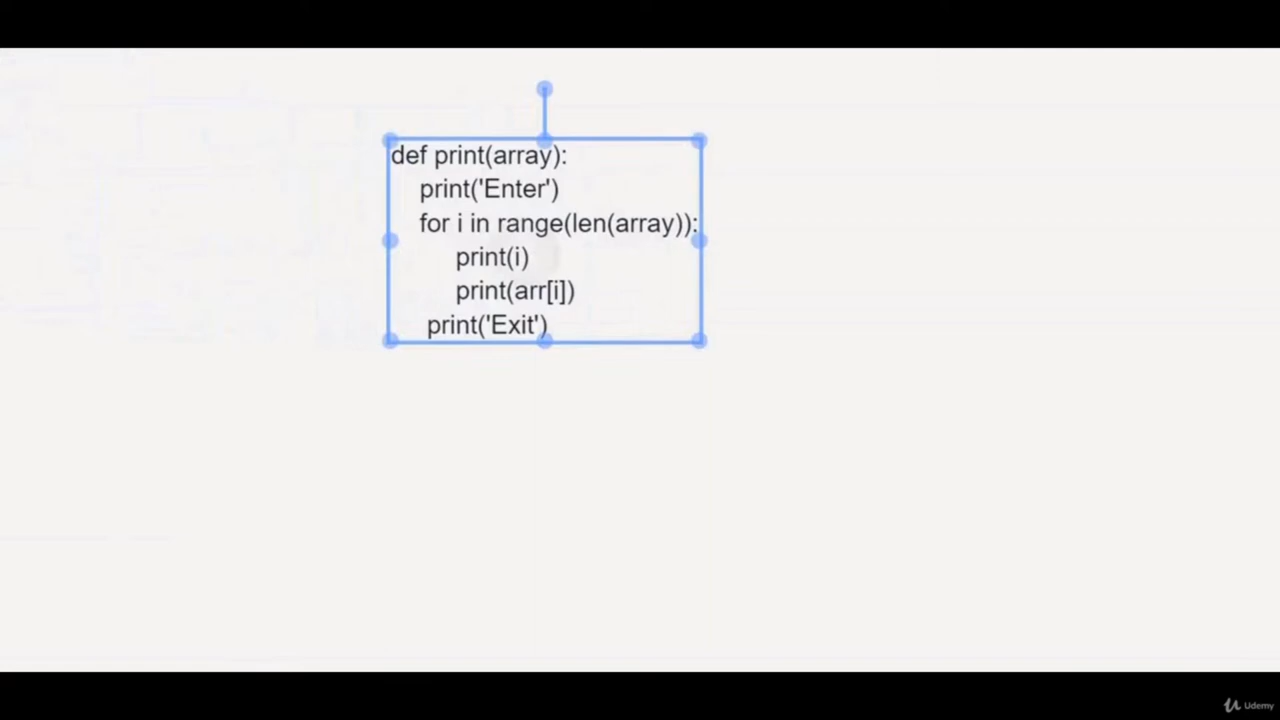 def print(array):
    print('Enter')
    for i in range(len(array)):
         print(i)
         print(arr[i])
     print('Exit')
Udemy